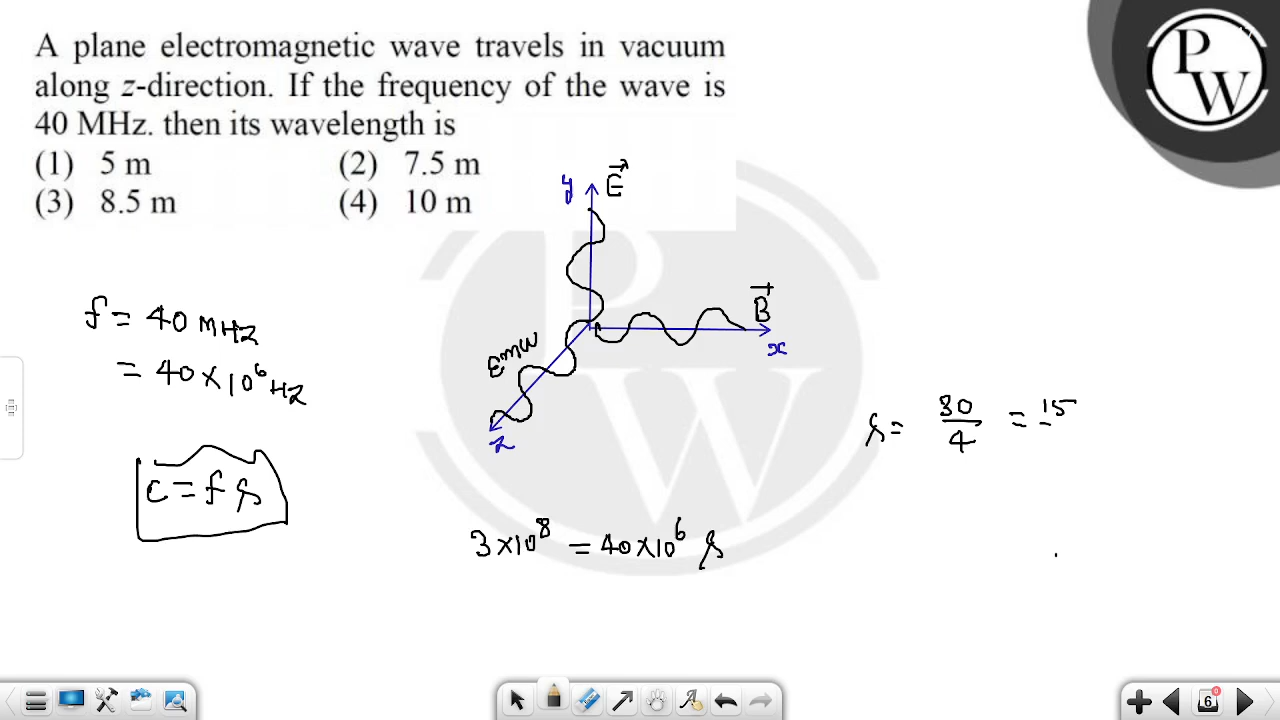 A plane electromagnetic wave travels in vacuum
along z-direction. If the frequency of the wave is
40 MHz. then its wavelength is
(1) 5 m (2) 7.5 m
(3) 8.5 m (4) 10 m
P
W
y E⃗
B⃗
x
EMW
z
f = 40 MHz
= 40 × 10⁶ Hz
c = f λ
3 × 10⁸ = 40 × 10⁶ λ
λ = 30/4 = 15
P
W
6